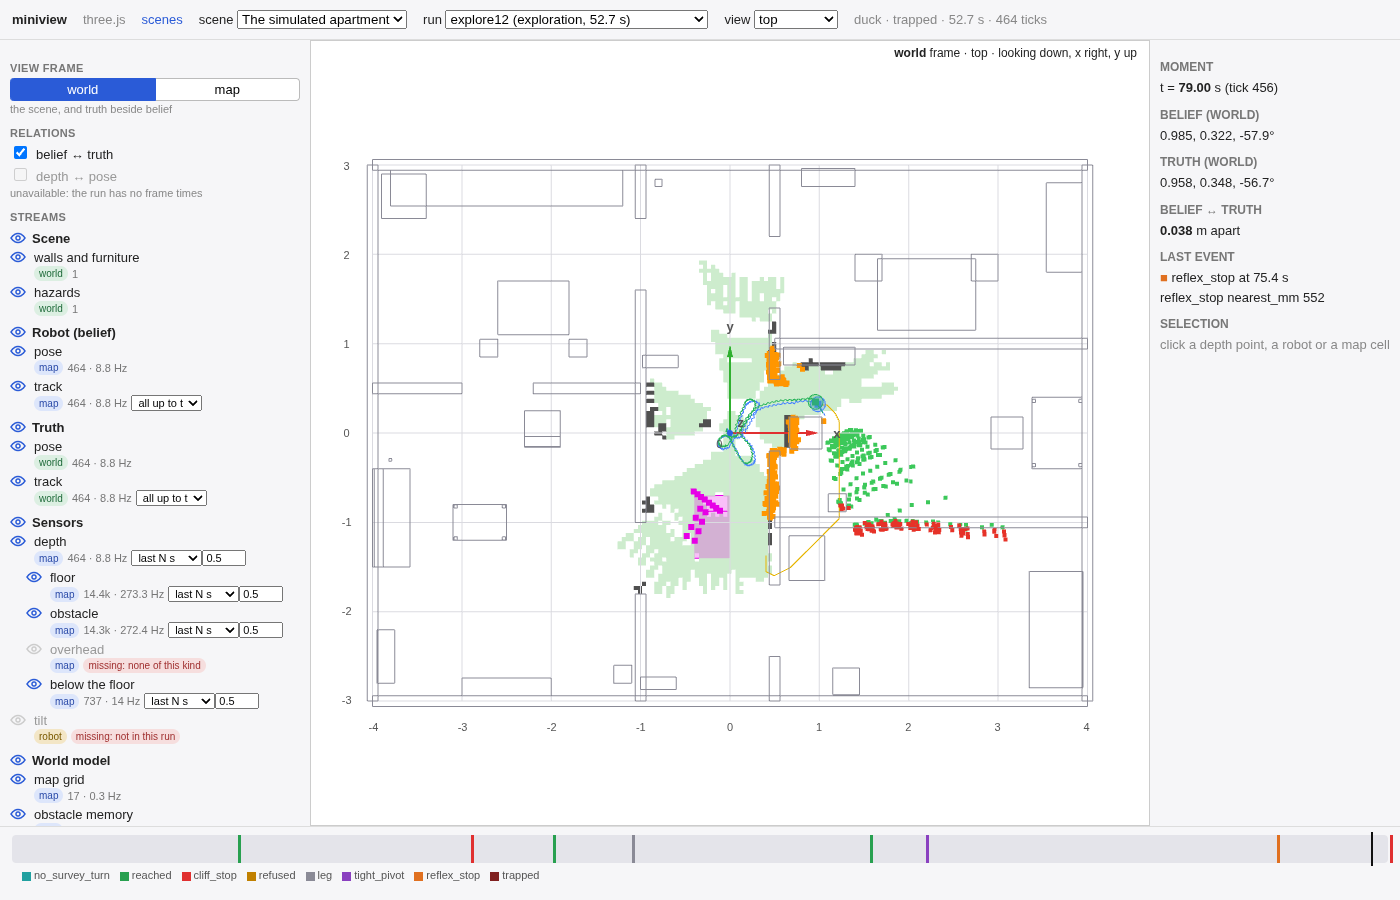 miniview three.js scenes scene The simulated apartment run explore12 (exploration, 52.7 s) view top duck · trapped · 52.7 s · 464 ticks
VIEW FRAME
world map
the scene, and truth beside belief
RELATIONS
belief ↔ truth
depth ↔ pose
unavailable: the run has no frame times
STREAMS
Scene
walls and furniture
world 1
hazards
world 1
Robot (belief)
pose
map 464 · 8.8 Hz
track
map 464 · 8.8 Hz all up to t
Truth
pose
world 464 · 8.8 Hz
track
world 464 · 8.8 Hz all up to t
Sensors
depth
map 464 · 8.8 Hz last N s 0.5
floor
map 14.4k · 273.3 Hz last N s 0.5
obstacle
map 14.3k · 272.4 Hz last N s 0.5
overhead
map missing: none of this kind
below the floor
map 737 · 14 Hz last N s 0.5
tilt
robot missing: not in this run
World model
map grid
map 17 · 0.3 Hz
obstacle memory
world frame · top · looking down, x right, y up
3
2
1
0
-1
-2
-3
-4 -3 -2 -1 0 1 2 3 4
y
z
x
MOMENT
t = 79.00 s (tick 456)
BELIEF (WORLD)
0.985, 0.322, -57.9°
TRUTH (WORLD)
0.958, 0.348, -56.7°
BELIEF ↔ TRUTH
0.038 m apart
LAST EVENT
reflex_stop at 75.4 s
reflex_stop nearest_mm 552
SELECTION
click a depth point, a robot or a map cell
no_survey_turn reached cliff_stop refused leg tight_pivot reflex_stop trapped